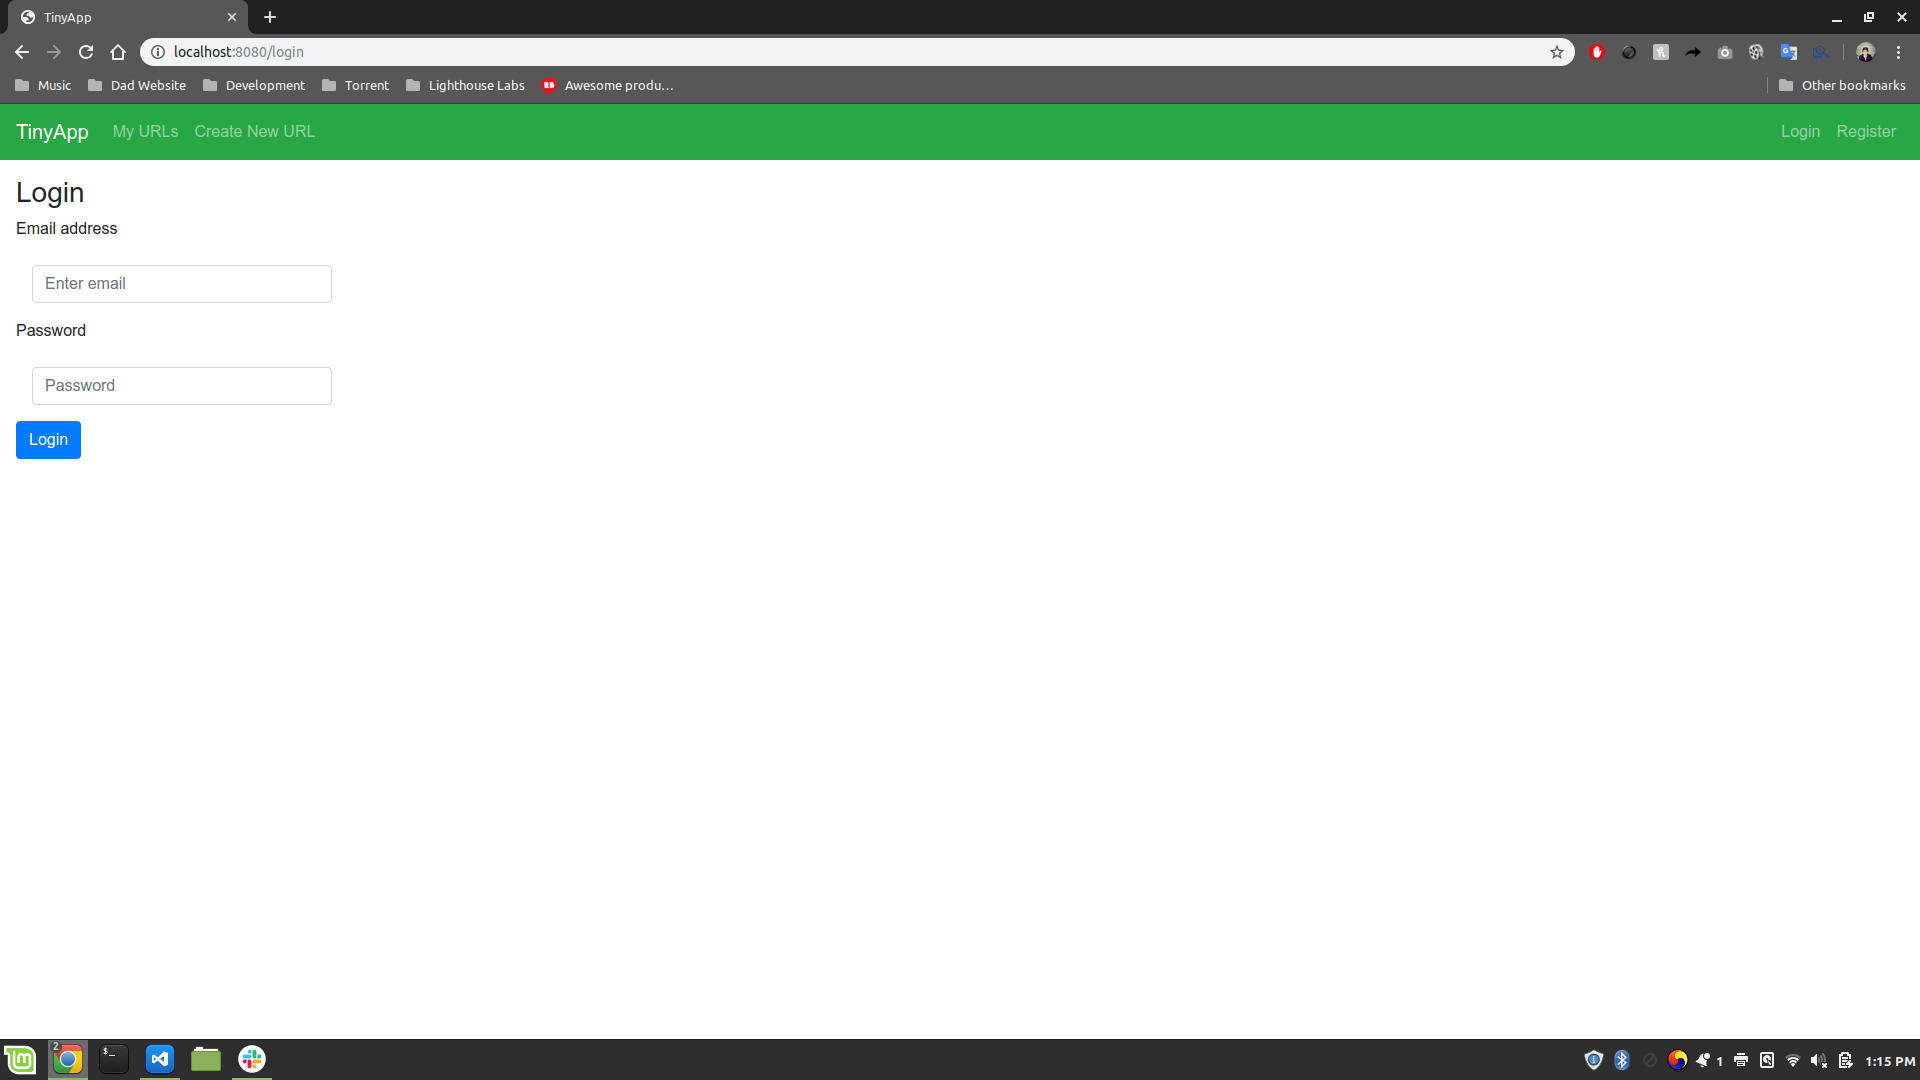 TinyApp
localhost:8080/login
Music Dad Website Development Torrent Lighthouse Labs Awesome produ… Other bookmarks
TinyApp My URLs Create New URL Login Register
Login
Email address
Enter email
Password
Password
Login
2 $_ 1 1:15 PM